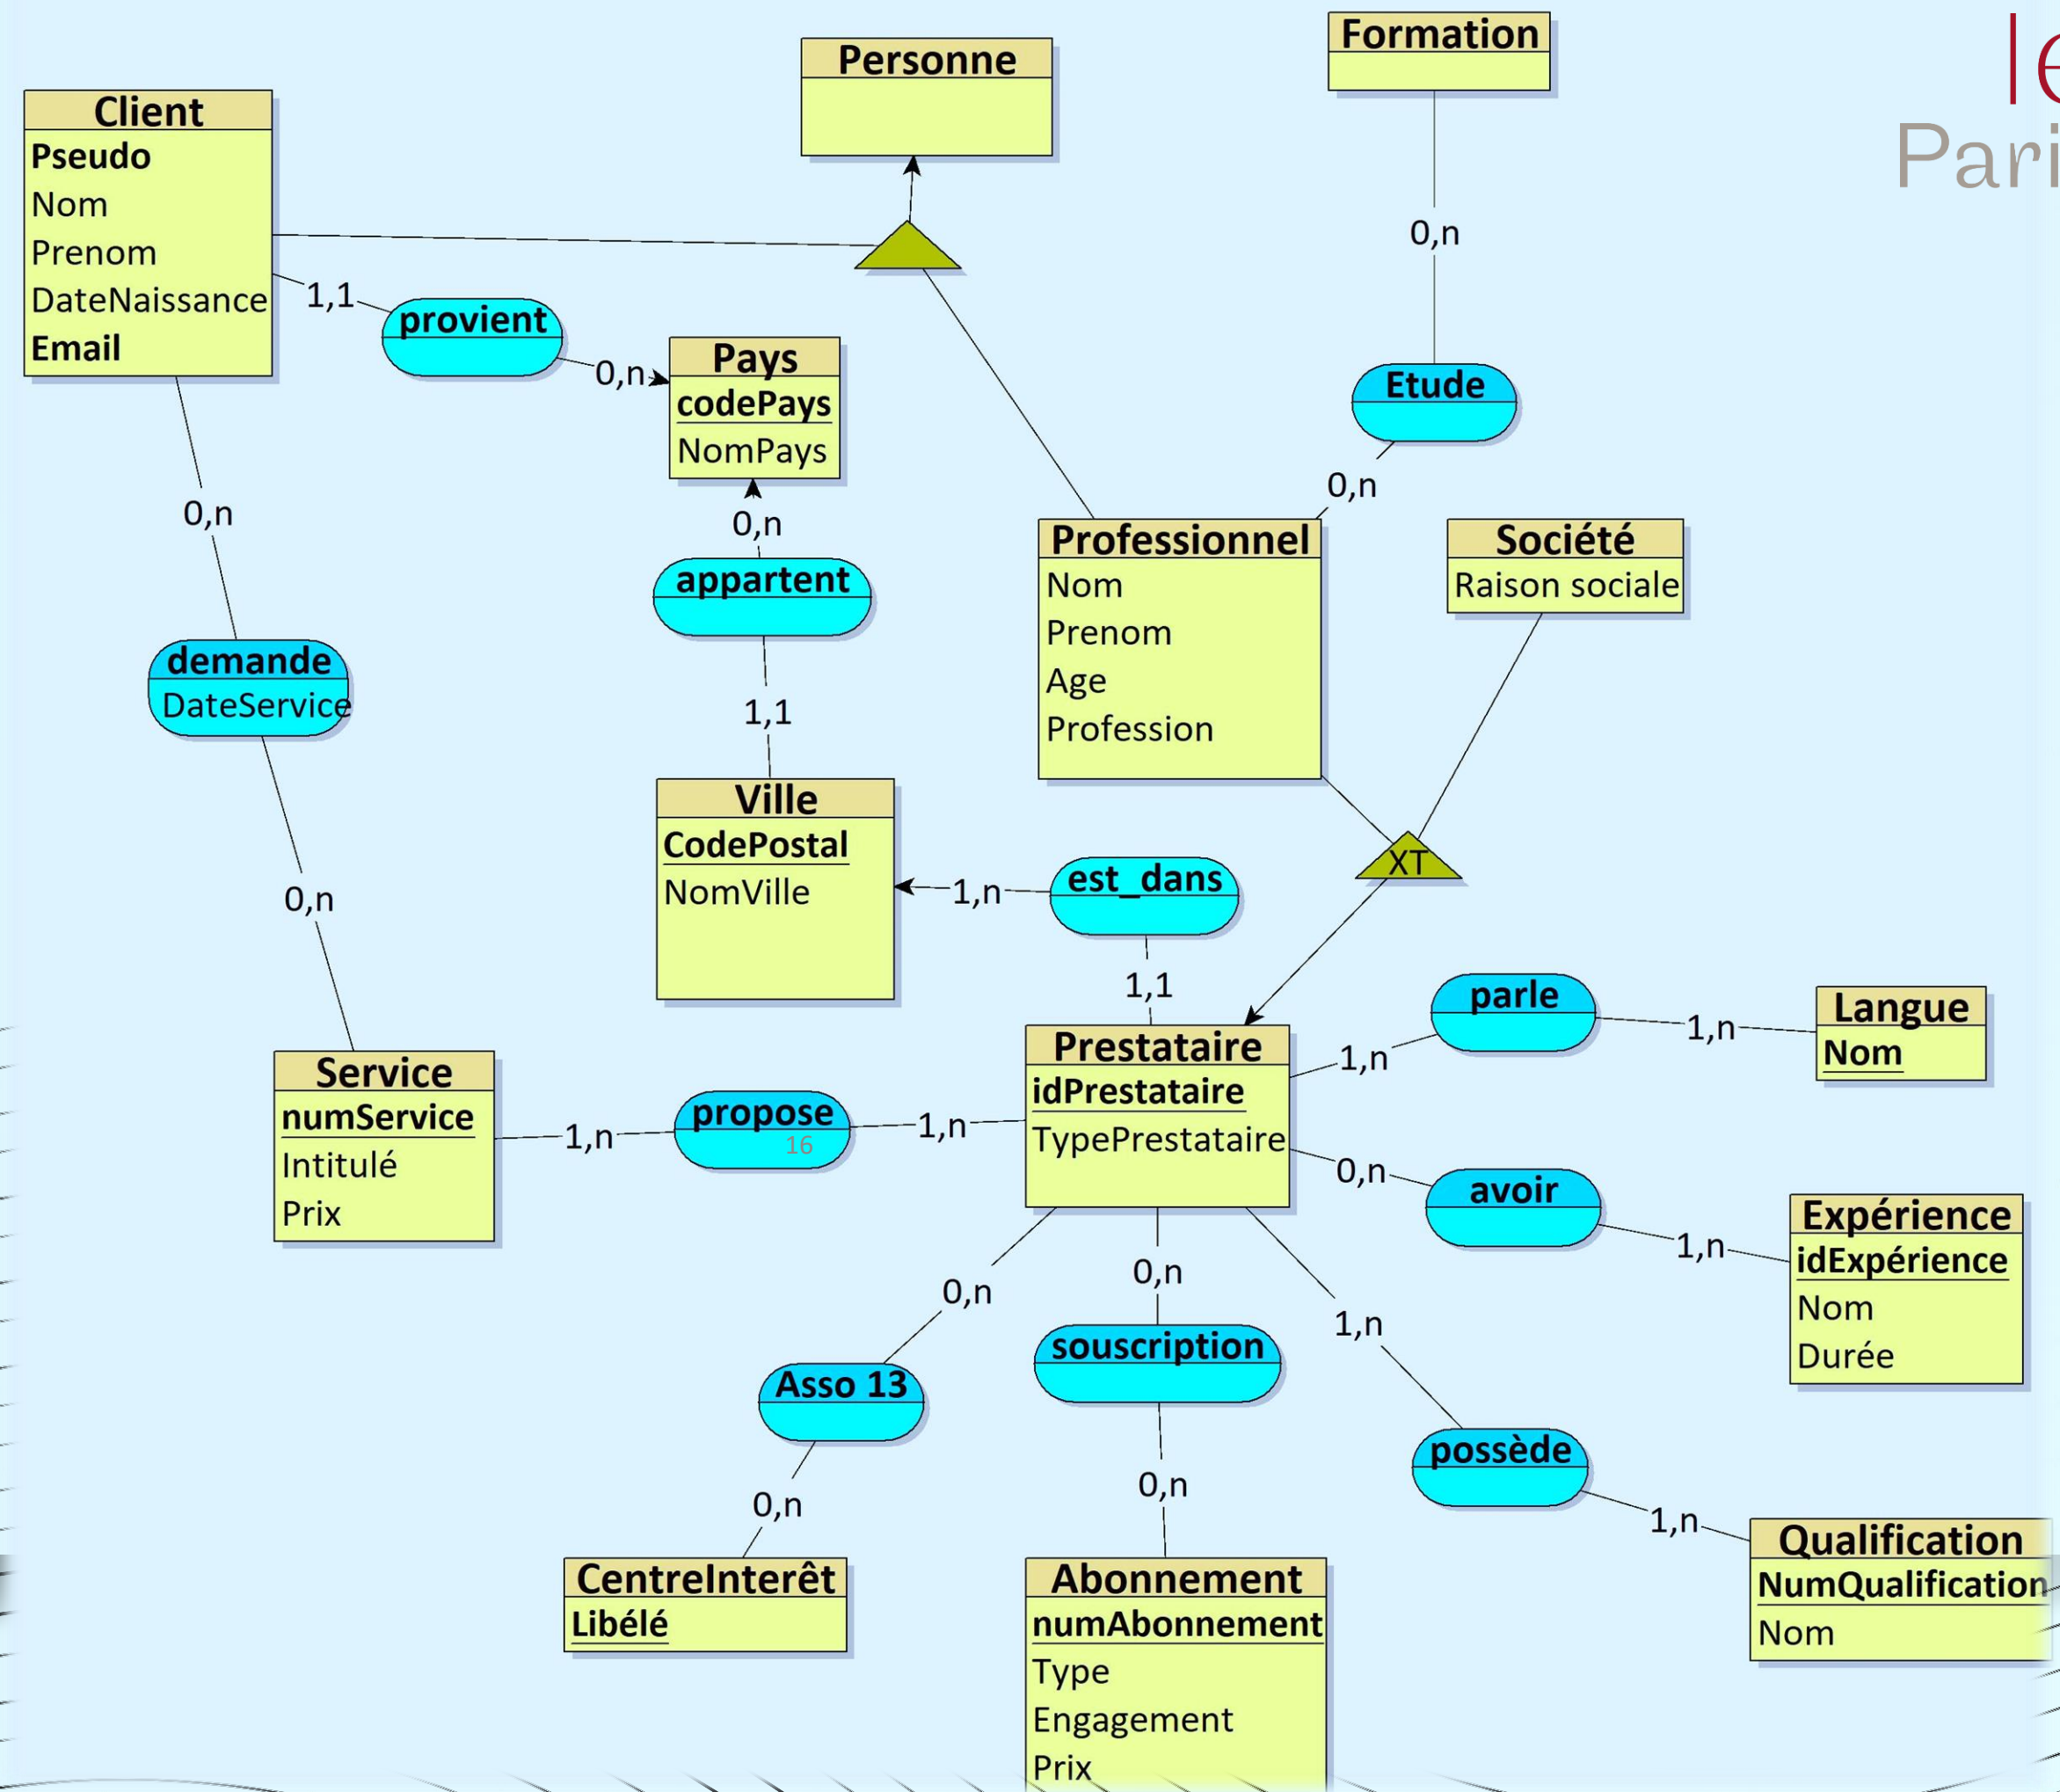 Formation
le
Pari
Personne
Client
Pseudo
Nom
Prenom
DateNaissance
Email
0,n
1,1
provient
0,n
Pays
codePays
NomPays
Etude
0,n
0,n
0,n
appartent
Professionnel
Nom
Prenom
Age
Profession
Société
Raison sociale
demande
DateService
1,1
Ville
CodePostal
NomVille
XT
0,n
1,n
est_dans
1,1
parle
1,n
1,n
Langue
Nom
Service
numService
Intitulé
Prix
1,n
propose
16
1,n
Prestataire
idPrestataire
TypePrestataire
0,n
avoir
1,n
Expérience
idExpérience
Nom
Durée
0,n
0,n
1,n
Asso 13
souscription
possède
0,n
0,n
1,n
CentreInterêt
Libélé
Abonnement
numAbonnement
Type
Engagement
Prix
Qualification
NumQualification
Nom